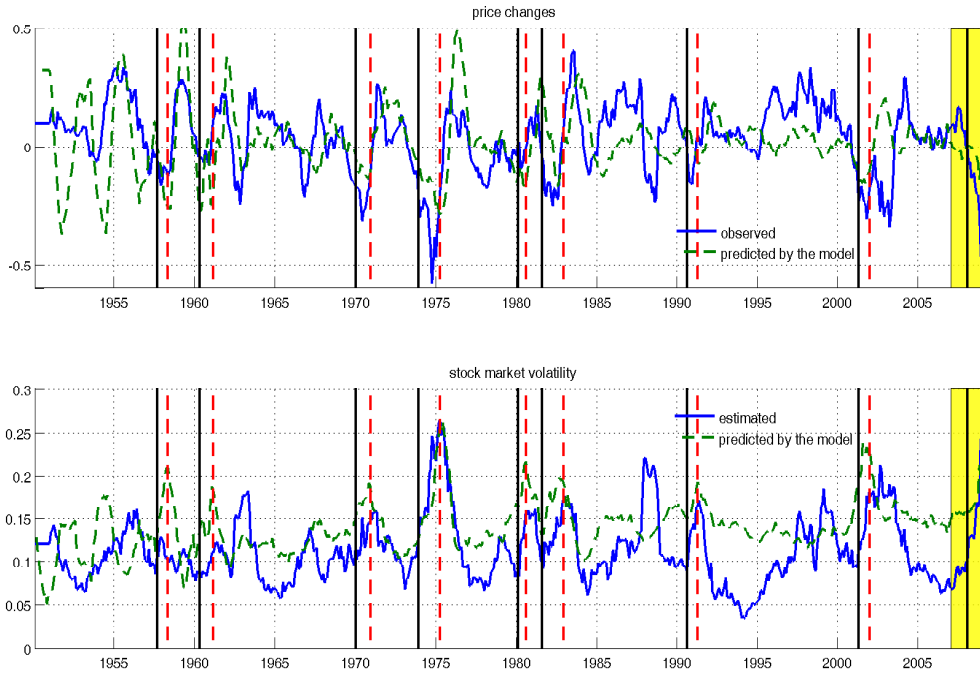 price changes
0.5
0
-0.5
observed
predicted by the model
1955 1960 1965 1970 1975 1980 1985 1990 1995 2000 2005
stock market volatility
0.3
0.25
0.2
0.15
0.1
0.05
0
estimated
predicted by the model
1955 1960 1965 1970 1975 1980 1985 1990 1995 2000 2005